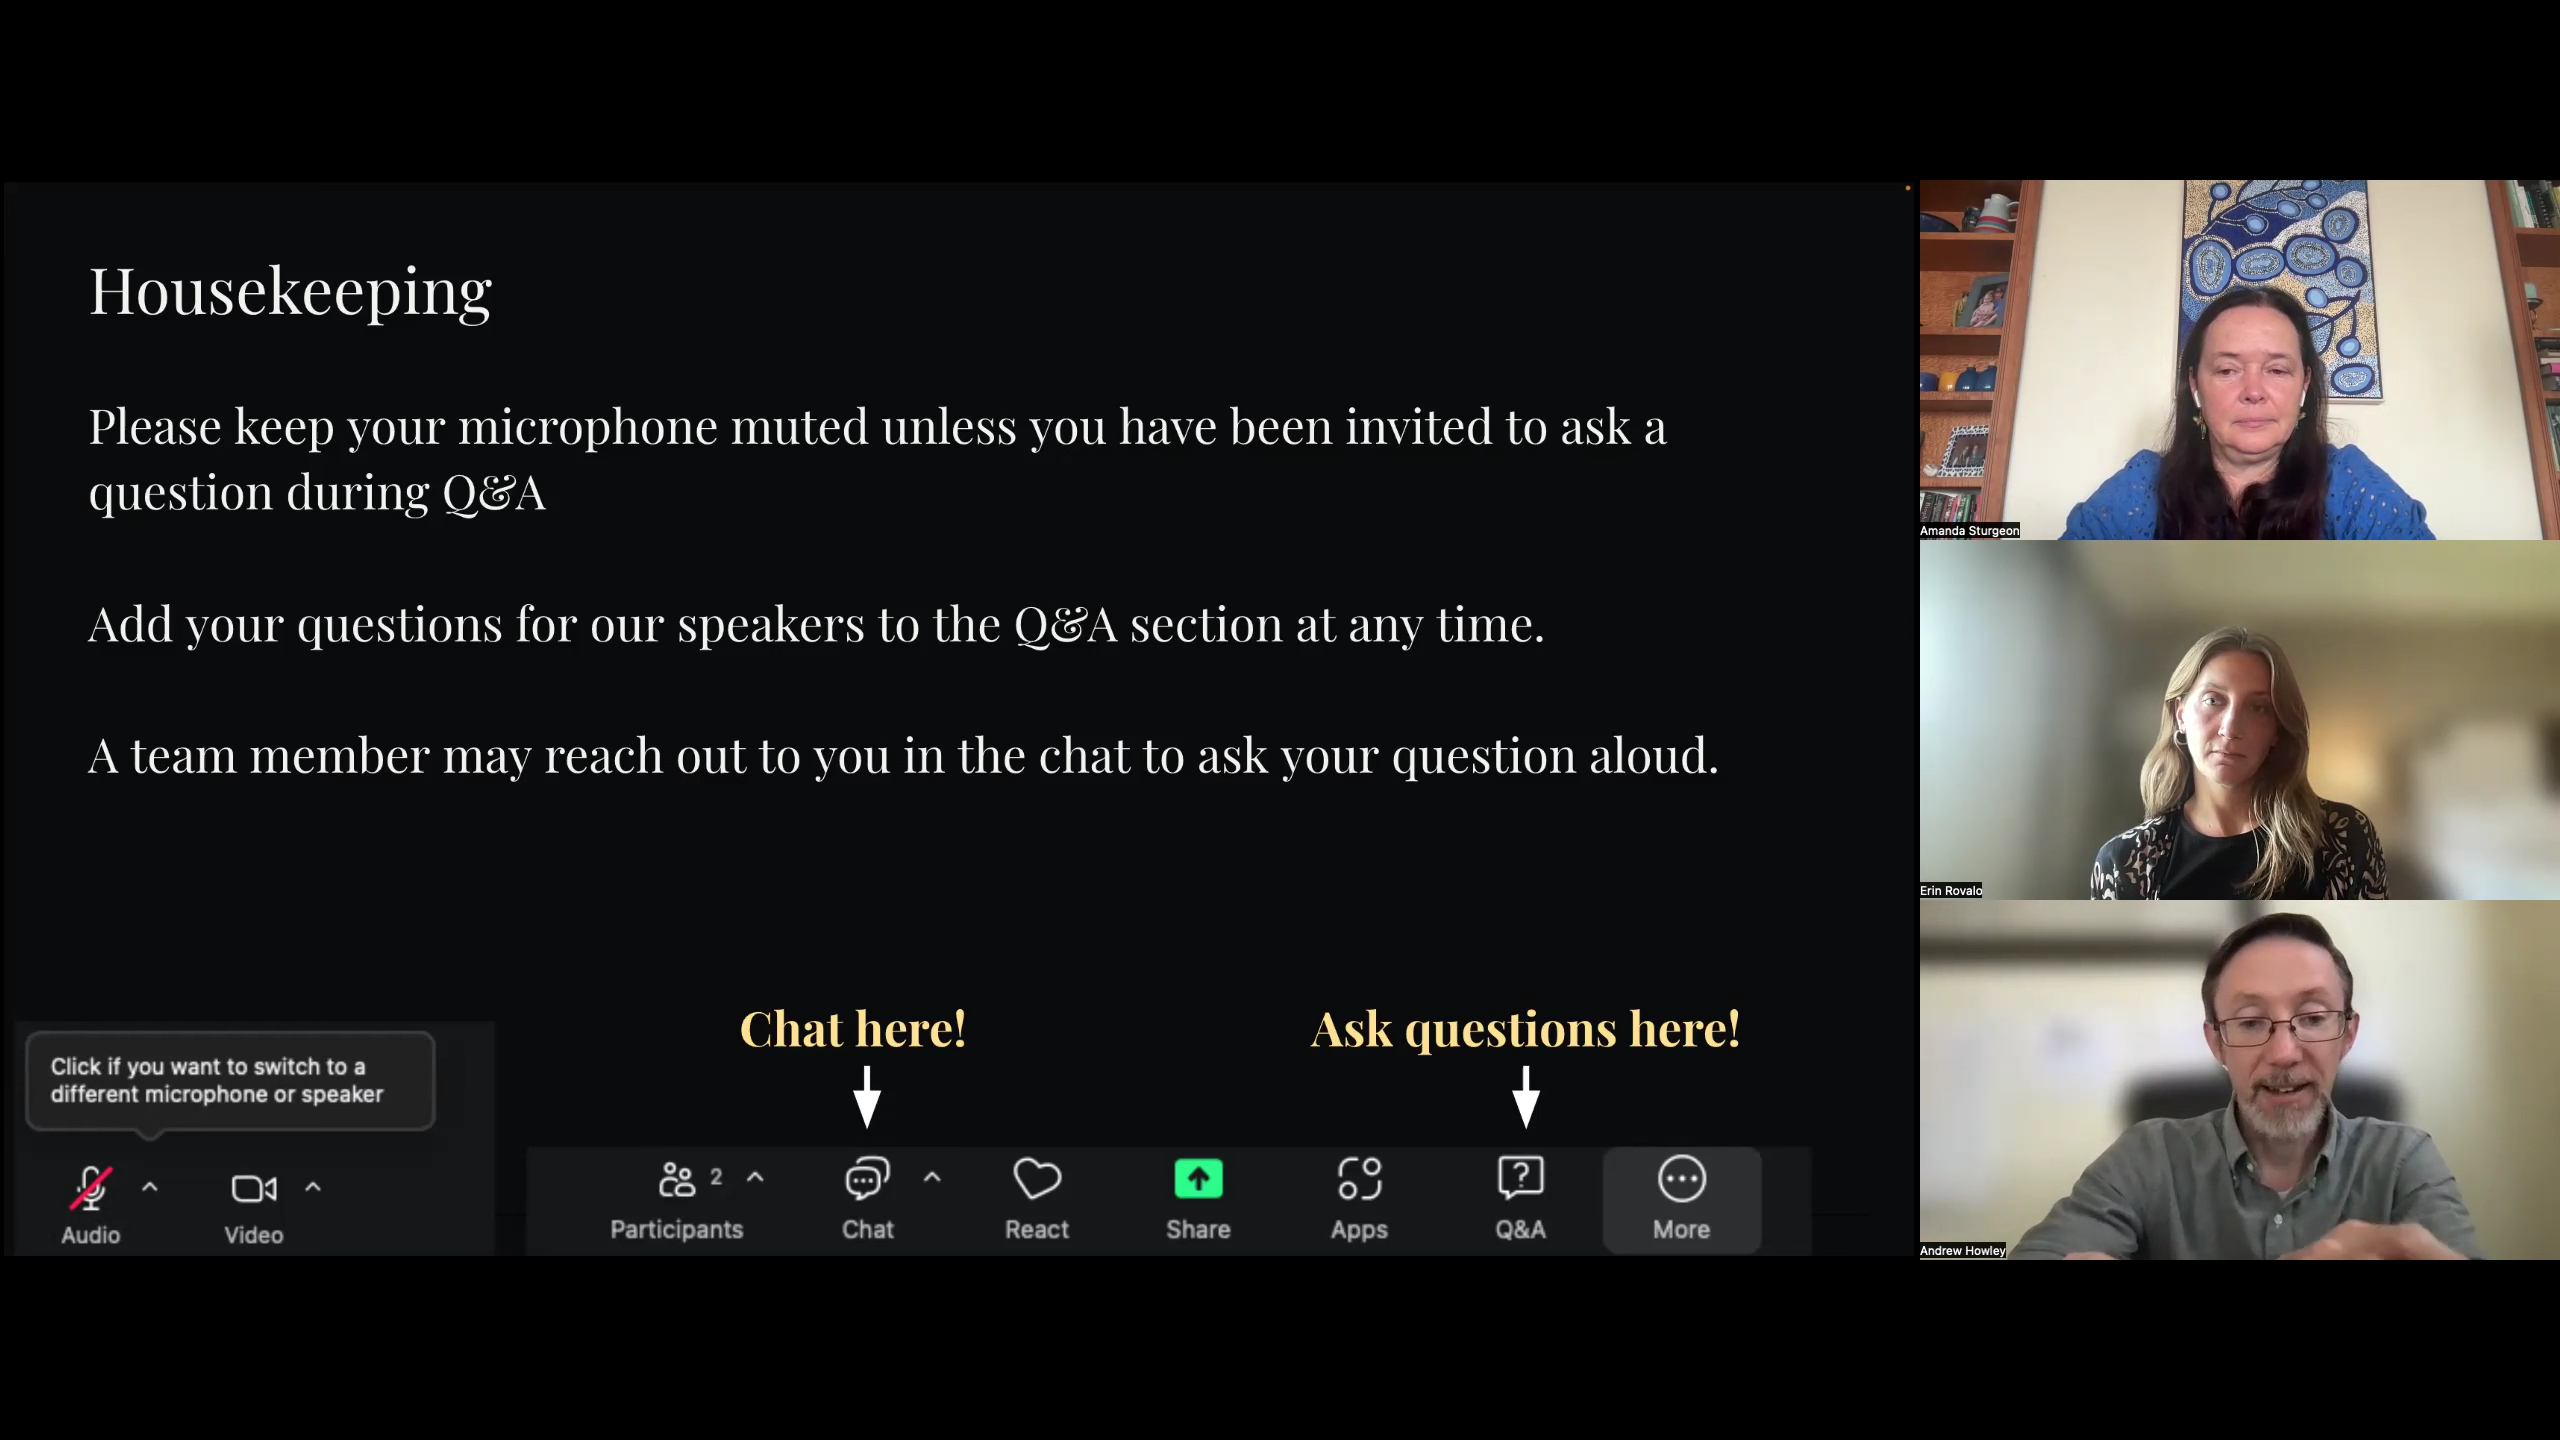 Housekeeping
Please keep your microphone muted unless you have been invited to ask a
question during Q&A
Add your questions for our speakers to the Q&A section at any time.
A team member may reach out to you in the chat to ask your question aloud.
Chat here!
Ask questions here!
Click if you want to switch to a
different microphone or speaker
Audio
Video
2
Participants
Chat
React
Share
Apps
Q&A
More
Amanda Sturgeon
Erin Rovalo
Andrew Howley